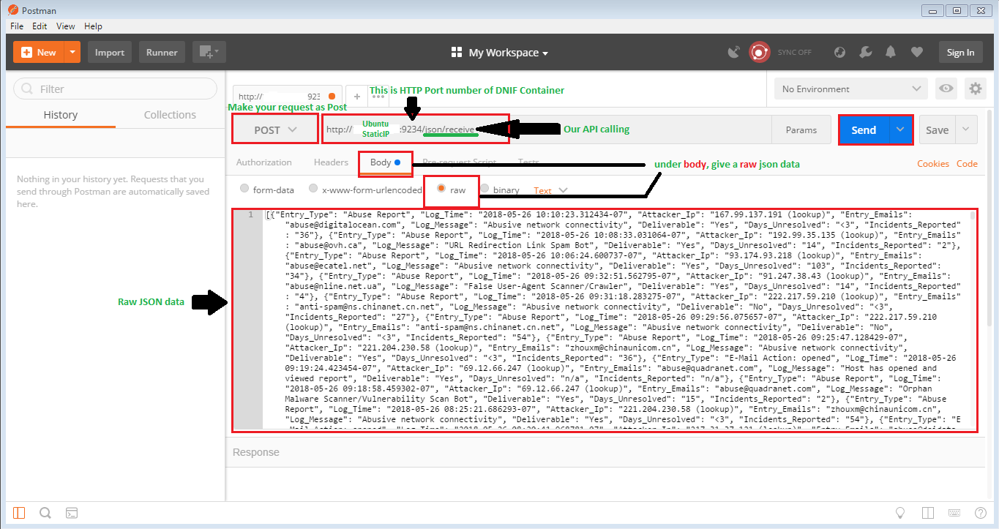 Postman
File Edit View Help
New Import Runner My Workspace SYNC OFF Sign In
Filter
History Collections
Nothing in your history yet. Requests that you
send through Postman are automatically saved
here.
http:// 923
This is HTTP Port number of DNIF Container
No Environment
Make your request as Post
POST http:// Ubuntu
StaticIP :9234/json/receive
Our API calling
Params Send Save
Authorization Headers Body Pre-request Script Tests
under body, give a raw json data
Cookies Code
form-data x-www-form-urlencoded raw binary Text
Raw JSON data
1 [{"Entry_Type": "Abuse Report", "Log_Time": "2018-05-26 10:10:23.312434-07", "Attacker_Ip": "167.99.137.191 (lookup)", "Entry_Emails":
"abuse@digitalocean.com", "Log_Message": "Abusive network connectivity", "Deliverable": "Yes", "Days_Unresolved": "<3", "Incidents_Reported"
: "36"}, {"Entry_Type": "Abuse Report", "Log_Time": "2018-05-26 10:08:33.031064-07", "Attacker_Ip": "192.99.35.135 (lookup)", "Entry_Emails"
: "abuse@ovh.ca", "Log_Message": "URL Redirection Link Spam Bot", "Deliverable": "Yes", "Days_Unresolved": "14", "Incidents_Reported": "2"},
{"Entry_Type": "Abuse Report", "Log_Time": "2018-05-26 10:06:24.600737-07", "Attacker_Ip": "93.174.93.218 (lookup)", "Entry_Emails":
"abuse@ecatel.net", "Log_Message": "Abusive network connectivity", "Deliverable": "Yes", "Days_Unresolved": "103", "Incidents_Reported":
"34"}, {"Entry_Type": "Abuse Report", "Log_Time": "2018-05-26 09:32:51.562795-07", "Attacker_Ip": "91.247.38.43 (lookup)", "Entry_Emails":
"abuse@nline.net.ua", "Log_Message": "False User-Agent Scanner/Crawler", "Deliverable": "Yes", "Days_Unresolved": "14", "Incidents_Reported"
: "4"}, {"Entry_Type": "Abuse Report", "Log_Time": "2018-05-26 09:31:18.283275-07", "Attacker_Ip": "222.217.59.210 (lookup)", "Entry_Emails"
: "anti-spam@ns.chinanet.cn.net", "Log_Message": "Abusive network connectivity", "Deliverable": "No", "Days_Unresolved": "<3",
"Incidents_Reported": "27"}, {"Entry_Type": "Abuse Report", "Log_Time": "2018-05-26 09:29:56.075657-07", "Attacker_Ip": "222.217.59.210
(lookup)", "Entry_Emails": "anti-spam@ns.chinanet.cn.net", "Log_Message": "Abusive network connectivity", "Deliverable": "No",
"Days_Unresolved": "<3", "Incidents_Reported": "54"}, {"Entry_Type": "Abuse Report", "Log_Time": "2018-05-26 09:25:47.128429-07",
"Attacker_Ip": "221.204.230.58 (lookup)", "Entry_Emails": "zhouxm@chinaunicom.cn", "Log_Message": "Abusive network connectivity",
"Deliverable": "Yes", "Days_Unresolved": "<3", "Incidents_Reported": "36"}, {"Entry_Type": "E-Mail Action: opened", "Log_Time": "2018-05-26
09:19:24.423454-07", "Attacker_Ip": "69.12.66.247 (lookup)", "Entry_Emails": "abuse@quadranet.com", "Log_Message": "Host has opened and
viewed report", "Deliverable": "Yes", "Days_Unresolved": "n/a", "Incidents_Reported": "n/a"}, {"Entry_Type": "Abuse Report", "Log_Time":
"2018-05-26 09:18:58.459302-07", "Attacker_Ip": "69.12.66.247 (lookup)", "Entry_Emails": "abuse@quadranet.com", "Log_Message": "Orphan
Malware Scanner/Vulnerability Scan Bot", "Deliverable": "Yes", "Days_Unresolved": "15", "Incidents_Reported": "2"}, {"Entry_Type": "Abuse
Report", "Log_Time": "2018-05-26 08:25:21.686293-07", "Attacker_Ip": "221.204.230.58 (lookup)", "Entry_Emails": "zhouxm@chinaunicom.cn",
"Log_Message": "Abusive network connectivity", "Deliverable": "Yes", "Days_Unresolved": "<3", "Incidents_Reported": "54"}, {"Entry_Type": "E
Response